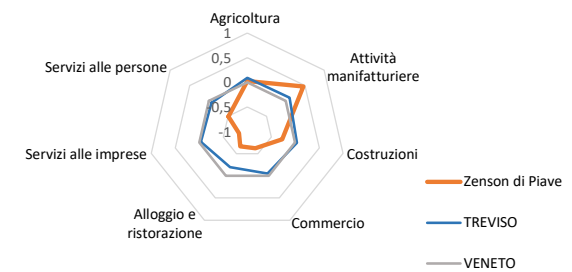 Agricoltura
1
0,5
0
-0,5
-1
Attività
manifatturiere
Costruzioni
Commercio
Alloggio e
ristorazione
Servizi alle imprese
Servizi alle persone
Zenson di Piave
TREVISO
VENETO